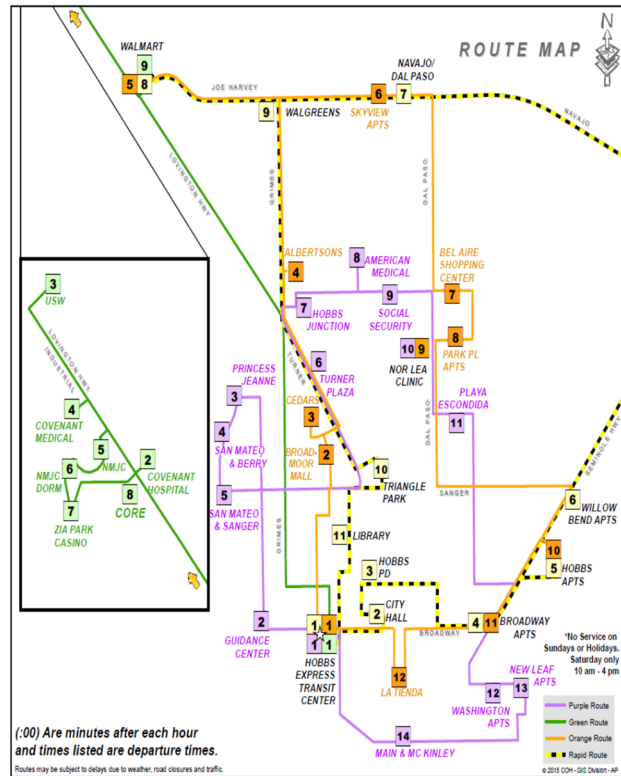 ROUTE MAP
N
WALMART
9
5 8
JOE HARVEY
9
WALGREENS
6
SKYVIEW
APTS
NAVAJO/
DAL PASO
7
NAVAJO
LOVINGTON HWY
GRIMES
DAL PASO
ALBERTSONS
4
8
AMERICAN
MEDICAL
BEL AIRE
SHOPPING
CENTER
7
7
HOBBS
JUNCTION
9
SOCIAL
SECURITY
8
PARK PL
APTS
10 9
NOR LEA
CLINIC
TURNER
6
TURNER
PLAZA
PRINCESS
JEANNE
3
CEDARS
3
PLAYA
ESCONDIDA
11
DAL PASO
SEMINOLE HWY
4
SAN MATEO
& BERRY
BROAD-
MOOR MALL
2
10
TRIANGLE
PARK
5
SAN MATEO
& SANGER
SANGER
6
WILLOW
BEND APTS
GRIMES
11
LIBRARY
3
HOBBS
PD
10
5
HOBBS
APTS
2
CITY
HALL
2
GUIDANCE
CENTER
1 1
1 1
HOBBS
EXPRESS
TRANSIT
CENTER
BROADWAY
4 11
BROADWAY
APTS
12
LA TIENDA
NEW LEAF
APTS
12 13
WASHINGTON
APTS
14
MAIN & MC KINLEY
3
USW
LOVINGTON HWY
INDUSTRIAL
4
COVENANT
MEDICAL
5
NMJC
6
NMJC
DORM
2
COVENANT
HOSPITAL
7
ZIA PARK
CASINO
8
CORE
*No Service on
Sundays or Holidays.
Saturday only
10 am - 4 pm
Purple Route
Green Route
Orange Route
Rapid Route
(:00) Are minutes after each hour
and times listed are departure times.
Routes may be subject to delays due to weather, road closures and traffic.
© 2015 COH - GIS Division - AP